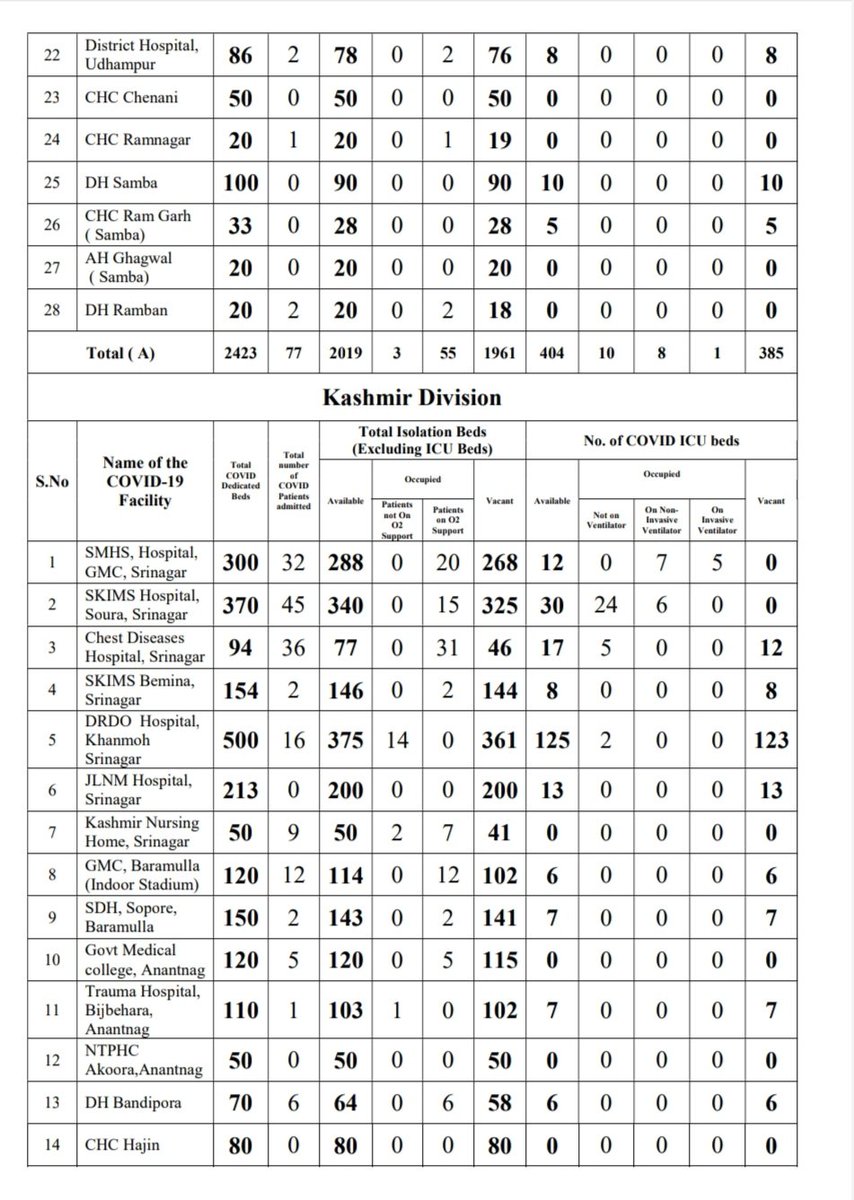 22 District Hospital, Udhampur 86 2 78 0 2 76 8 0 0 0 8
23 CHC Chenani 50 0 50 0 0 50 0 0 0 0 0
24 CHC Ramnagar 20 1 20 0 1 19 0 0 0 0 0
25 DH Samba 100 0 90 0 0 90 10 0 0 0 10
26 CHC Ram Garh ( Samba) 33 0 28 0 0 28 5 0 0 0 5
27 AH Ghagwal ( Samba) 20 0 20 0 0 20 0 0 0 0 0
28 DH Ramban 20 2 20 0 2 18 0 0 0 0 0
Total ( A) 2423 77 2019 3 55 1961 404 10 8 1 385
Kashmir Division
S.No
Name of the COVID-19 Facility
Total COVID Dedicated Beds
Total number of COVID Patients admitted
Total Isolation Beds (Excluding ICU Beds)
Available
Occupied
Patients not On O2 Support
Patients on O2 Support
Vacant
No. of COVID ICU beds
Available
Occupied
Not on Ventilator
On Non-Invasive Ventilator
On Invasive Ventilator
Vacant
1 SMHS, Hospital, GMC, Srinagar 300 32 288 0 20 268 12 0 7 5 0
2 SKIMS Hospital, Soura, Srinagar 370 45 340 0 15 325 30 24 6 0 0
3 Chest Diseases Hospital, Srinagar 94 36 77 0 31 46 17 5 0 0 12
4 SKIMS Bemina, Srinagar 154 2 146 0 2 144 8 0 0 0 8
5 DRDO Hospital, Khanmoh Srinagar 500 16 375 14 0 361 125 2 0 0 123
6 JLNM Hospital, Srinagar 213 0 200 0 0 200 13 0 0 0 13
7 Kashmir Nursing Home, Srinagar 50 9 50 2 7 41 0 0 0 0 0
8 GMC, Baramulla (Indoor Stadium) 120 12 114 0 12 102 6 0 0 0 6
9 SDH, Sopore, Baramulla 150 2 143 0 2 141 7 0 0 0 7
10 Govt Medical college, Anantnag 120 5 120 0 5 115 0 0 0 0 0
11 Trauma Hospital, Bijbehara, Anantnag 110 1 103 1 0 102 7 0 0 0 7
12 NTPHC Akoora,Anantnag 50 0 50 0 0 50 0 0 0 0 0
13 DH Bandipora 70 6 64 0 6 58 6 0 0 0 6
14 CHC Hajin 80 0 80 0 0 80 0 0 0 0 0